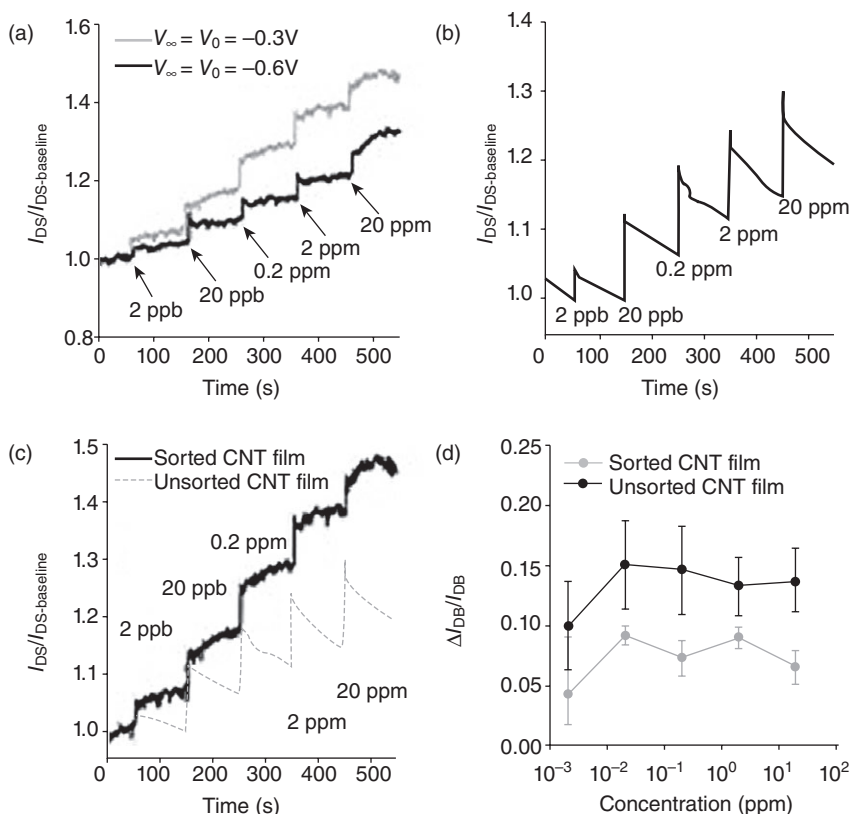 (a)
V∞ = V0 = –0.3V
V∞ = V0 = –0.6V
IDS/IDS-baseline
1.6
1.4
1.2
1.0
0.8
2 ppb
20 ppb
0.2 ppm
2 ppm
20 ppm
0 100 200 300 400 500
Time (s)
(b)
IDS/IDS-baseline
1.4
1.3
1.2
1.1
1.0
2 ppb
20 ppb
0.2 ppm
2 ppm
20 ppm
0 100 200 300 400 500
Time (s)
(c)
Sorted CNT film
Unsorted CNT film
IDS/IDS-baseline
1.5
1.4
1.3
1.2
1.1
1.0
2 ppb
20 ppb
0.2 ppm
2 ppm
20 ppm
0 100 200 300 400 500
Time (s)
(d)
Sorted CNT film
Unsorted CNT film
ΔIDB/IDB
0.25
0.20
0.15
0.10
0.05
0.00
10⁻³ 10⁻² 10⁻¹ 10⁰ 10¹ 10²
Concentration (ppm)